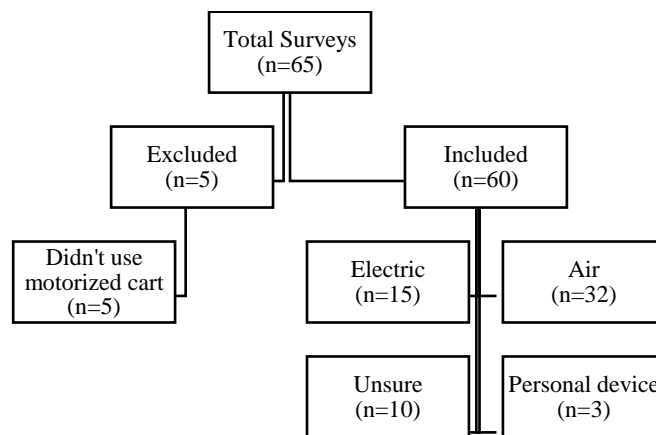 Total Surveys
(n=65)
Excluded
(n=5)
Included
(n=60)
Didn't use
motorized cart
(n=5)
Electric
(n=15)
Air
(n=32)
Unsure
(n=10)
Personal device
(n=3)